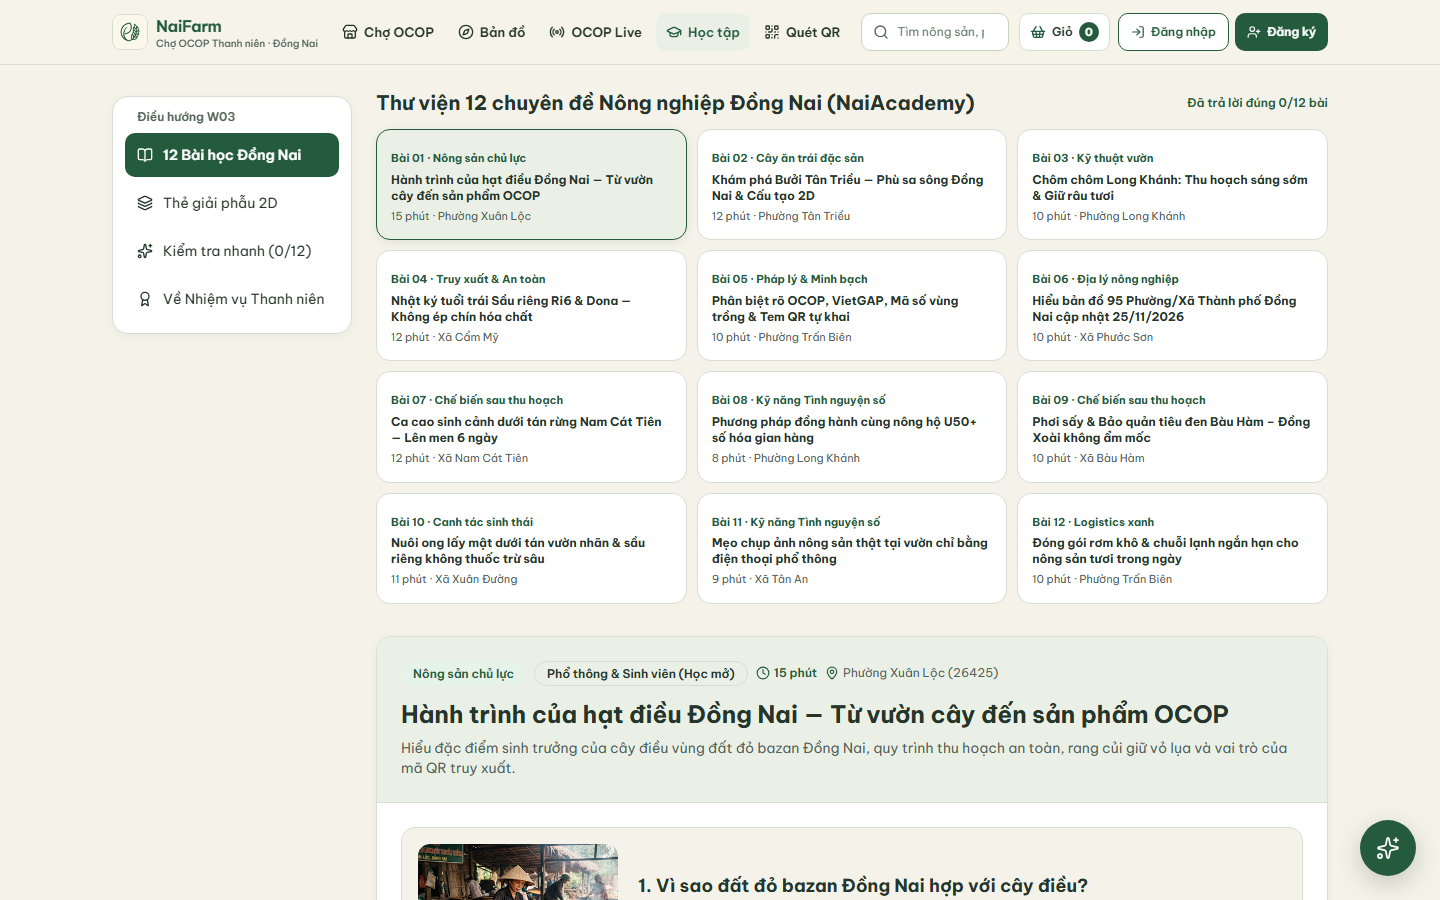 NaiFarm
Chợ OCOP Thanh niên · Đồng Nai
Chợ OCOP
Bản đồ
OCOP Live
Học tập
Quét QR
Tìm nông sản,
Giỏ 0
Đăng nhập
Đăng ký
Điều hướng W03
12 Bài học Đồng Nai
Thẻ giải phẫu 2D
Kiểm tra nhanh (0/12)
Về Nhiệm vụ Thanh niên
Thư viện 12 chuyên đề Nông nghiệp Đồng Nai (NaiAcademy)
Đã trả lời đúng 0/12 bài
Bài 01 · Nông sản chủ lực
Hành trình của hạt điều Đồng Nai — Từ vườn
cây đến sản phẩm OCOP
15 phút · Phường Xuân Lộc
Bài 02 · Cây ăn trái đặc sản
Khám phá Bưởi Tân Triều — Phù sa sông Đồng
Nai & Cấu tạo 2D
12 phút · Phường Tân Triều
Bài 03 · Kỹ thuật vườn
Chôm chôm Long Khánh: Thu hoạch sáng sớm
& Giữ râu tươi
10 phút · Phường Long Khánh
Bài 04 · Truy xuất & An toàn
Nhật ký tuổi trái Sầu riêng Ri6 & Dona —
Không ép chín hóa chất
12 phút · Xã Cẩm Mỹ
Bài 05 · Pháp lý & Minh bạch
Phân biệt rõ OCOP, VietGAP, Mã số vùng
trồng & Tem QR tự khai
10 phút · Phường Trấn Biên
Bài 06 · Địa lý nông nghiệp
Hiểu bản đồ 95 Phường/Xã Thành phố Đồng
Nai cập nhật 25/11/2026
10 phút · Xã Phước Sơn
Bài 07 · Chế biến sau thu hoạch
Ca cao sinh cảnh dưới tán rừng Nam Cát Tiên
— Lên men 6 ngày
12 phút · Xã Nam Cát Tiên
Bài 08 · Kỹ năng Tình nguyện số
Phương pháp đồng hành cùng nông hộ U50+
số hóa gian hàng
8 phút · Phường Long Khánh
Bài 09 · Chế biến sau thu hoạch
Phơi sấy & Bảo quản tiêu đen Bàu Hàm – Đồng
Xoài không ẩm mốc
10 phút · Xã Bàu Hàm
Bài 10 · Canh tác sinh thái
Nuôi ong lấy mật dưới tán vườn nhãn & sầu
riêng không thuốc trừ sâu
11 phút · Xã Xuân Đường
Bài 11 · Kỹ năng Tình nguyện số
Mẹo chụp ảnh nông sản thật tại vườn chỉ bằng
điện thoại phổ thông
9 phút · Xã Tân An
Bài 12 · Logistics xanh
Đóng gói rơm khô & chuỗi lạnh ngắn hạn cho
nông sản tươi trong ngày
10 phút · Phường Trấn Biên
Nông sản chủ lực
Phổ thông & Sinh viên (Học mở)
15 phút
Phường Xuân Lộc (26425)
Hành trình của hạt điều Đồng Nai — Từ vườn cây đến sản phẩm OCOP
Hiểu đặc điểm sinh trưởng của cây điều vùng đất đỏ bazan Đồng Nai, quy trình thu hoạch an toàn, rang củi giữ vỏ lụa và vai trò của
mã QR truy xuất.
1. Vì sao đất đỏ bazan Đồng Nai hợp với cây điều?